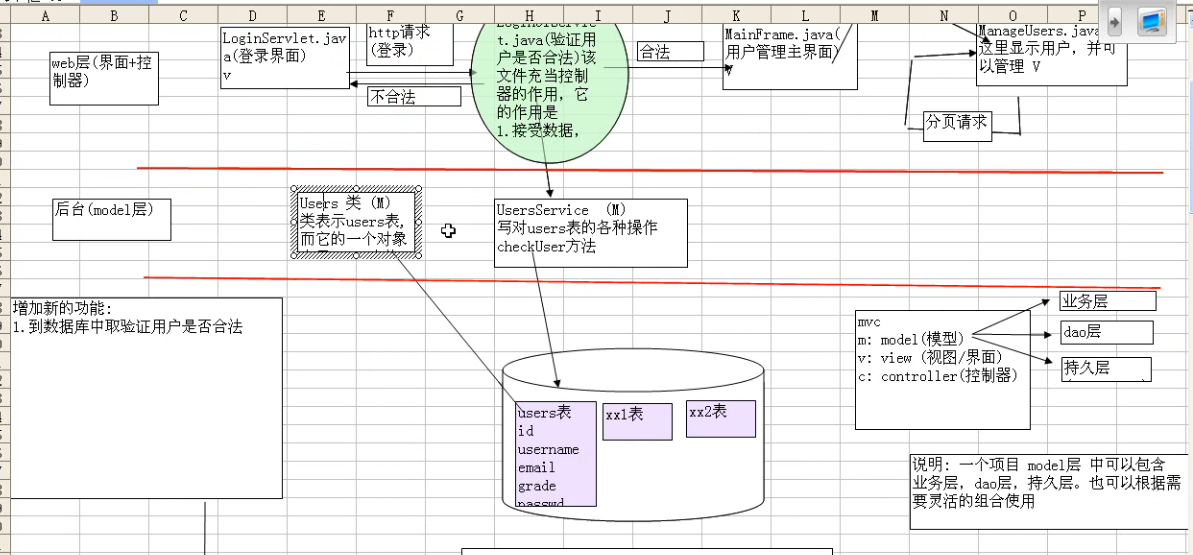 A B C D E F G H I J K L M N O P
web层(界面+控
制器)
LoginServlet.jav
a(登录界面)
v
http请求
(登录)
不合法
t.java(验证用
户是否合法)该
文件充当控制
器的作用，它
的作用是
1.接受数据，
合法
MainFrame.java(
用户管理主界面)
V
ManageUsers.java
这里显示用户，并可
以管理 V
分页请求
后台(model层)
Users 类 (M)
类表示users表，
而它的一个对象
UsersService （M)
写对users表的各种操作
checkUser方法
增加新的功能:
1.到数据库中取验证用户是否合法
mvc
m: model(模型)
v: view (视图/界面)
c: controller(控制器)
业务层
dao层
持久层
users表
id
username
email
grade
passwd
xx1表
xx2表
说明: 一个项目 model层 中可以包含
业务层，dao层，持久层。也可以根据需
要灵活的组合使用